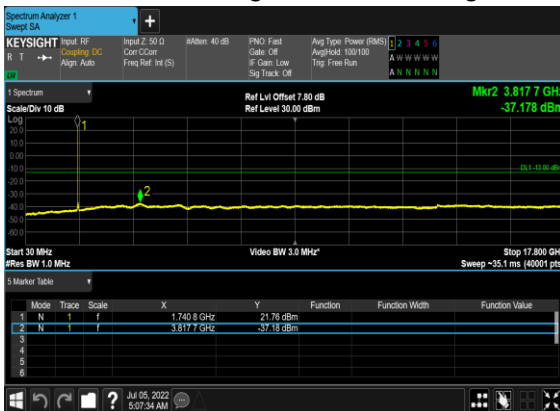 Spectrum Analyzer 1
Swept SA
+
KEYSIGHT Input: RF Input Z: 50 Ω #Atten: 40 dB PNO: Fast Avg Type: Power (RMS) 1 2 3 4 5 6
R T Coupling: DC Corr CCorr Gate: Off Avg|Hold: 100/100 A W W W W W
Align: Auto Freq Ref: Int (S) IF Gain: Low Trig: Free Run
LV Sig Track: Off A N N N N N
1 Spectrum Ref Lvl Offset 7.80 dB Mkr2 3.817 7 GHz
Scale/Div 10 dB Ref Level 30.00 dBm -37.178 dBm
Log
1
20.0
10.0
0.00
-10.0 DL1 -13.00 dBm
-20.0
2
-30.0
-40.0
-50.0
-60.0
Start 30 MHz Video BW 3.0 MHz* Stop 17.800 GHz
#Res BW 1.0 MHz Sweep ~35.1 ms (40001 pts)
5 Marker Table
Mode Trace Scale X Y Function Function Width Function Value
1 N 1 f 1.740 8 GHz 21.76 dBm
2 N 1 f 3.817 7 GHz -37.18 dBm
3
4
5
6
? Jul 05, 2022
5:07:34 AM